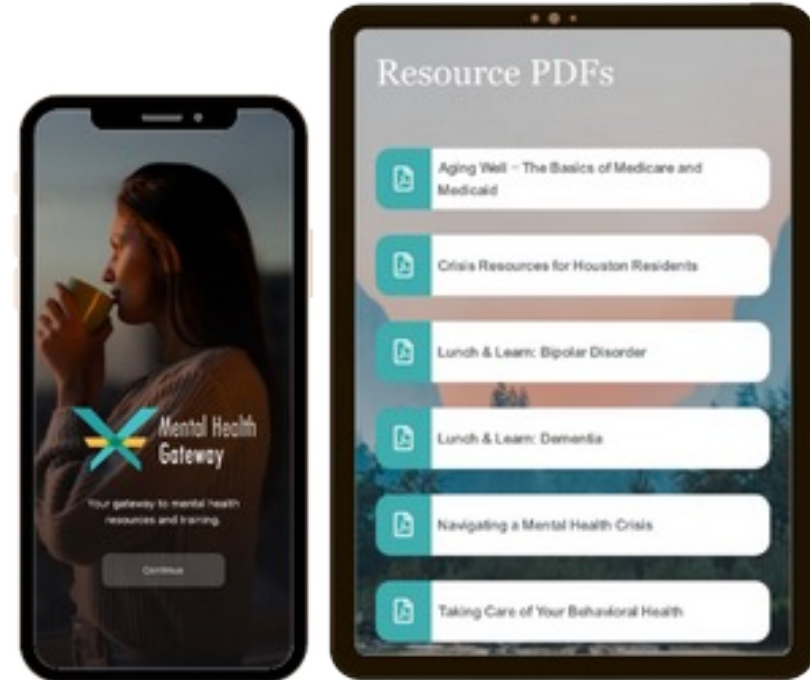 Mental Health
Gateway
Your gateway to mental health
resources and training.
Continue
Resource PDFs
Aging Well – The Basics of Medicare and
Medicaid
Crisis Resources for Houston Residents
Lunch & Learn: Bipolar Disorder
Lunch & Learn: Dementia
Navigating a Mental Health Crisis
Taking Care of Your Behavioral Health